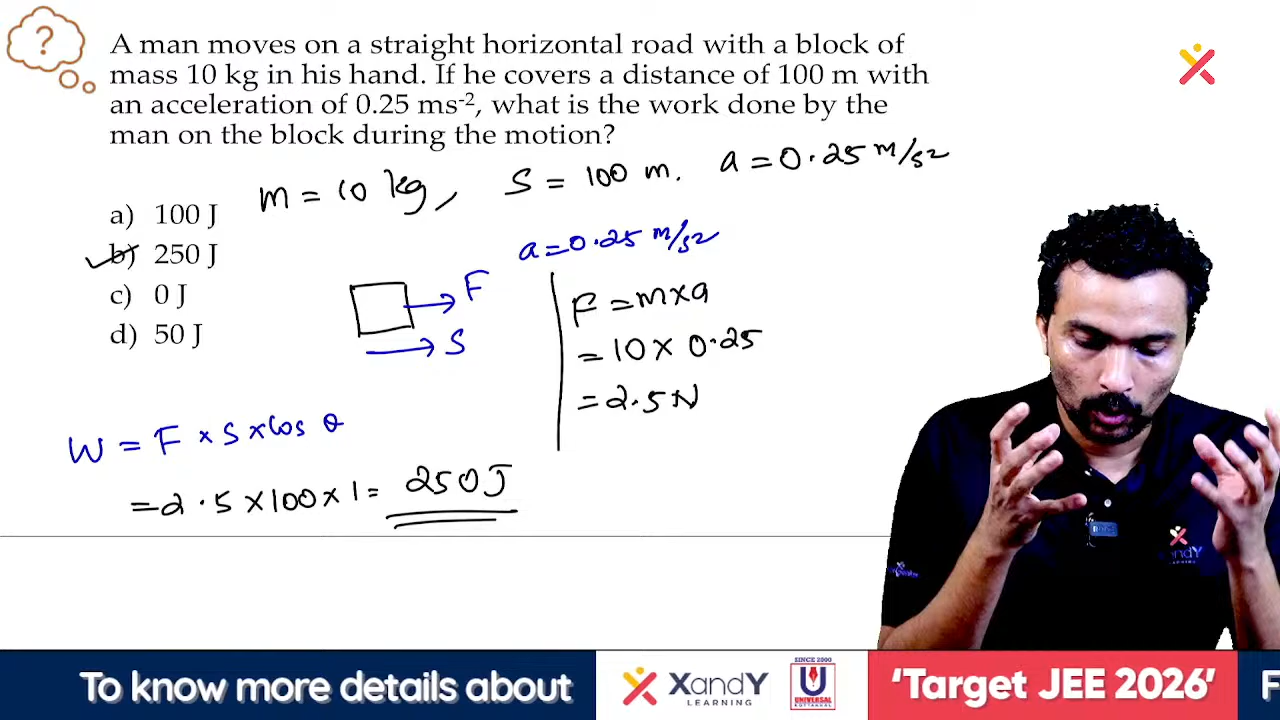 ?
A man moves on a straight horizontal road with a block of
mass 10 kg in his hand. If he covers a distance of 100 m with
an acceleration of 0.25 ms⁻², what is the work done by the
man on the block during the motion?
m = 10 kg, S = 100 m. a = 0.25 m/s2
a) 100 J
b) 250 J
c) 0 J
d) 50 J
a = 0.25 m/s2
F
S
F = m×a
= 10 × 0.25
= 2.5 N
W = F × S × cos θ
= 2.5 × 100 × 1 = 250 J
XandY
LEARNING
To know more details about
XandY
LEARNING
SINCE 2000
U
UNIVERSAL
KOTTAKKAL
'Target JEE 2026'
F